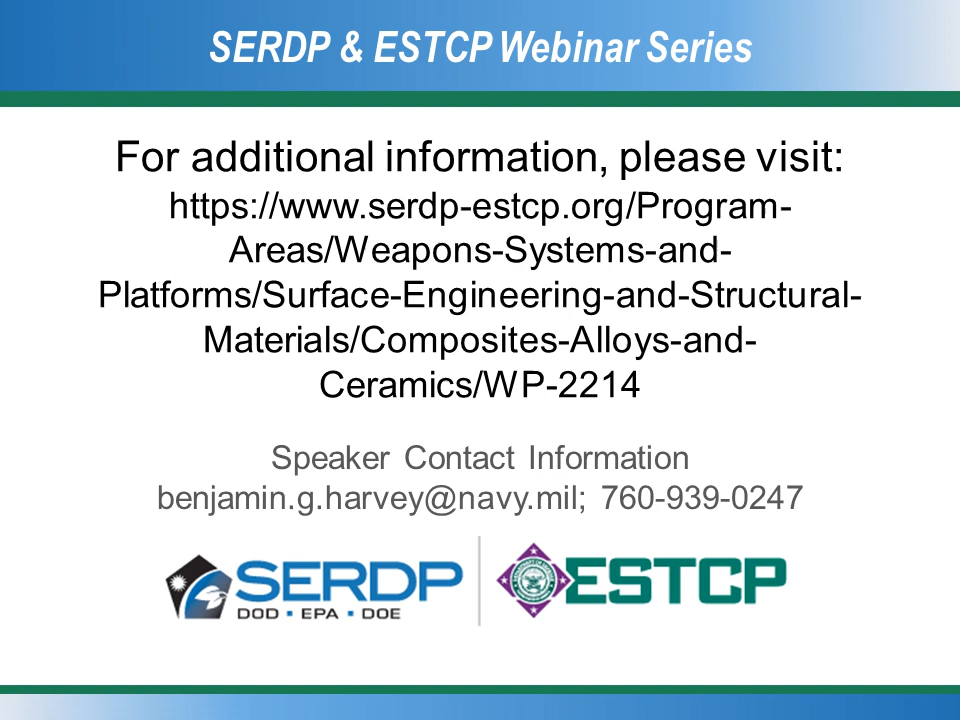 SERDP & ESTCP Webinar Series
For additional information, please visit:
https://www.serdp-estcp.org/Program-
Areas/Weapons-Systems-and-
Platforms/Surface-Engineering-and-Structural-
Materials/Composites-Alloys-and-
Ceramics/WP-2214
Speaker Contact Information
benjamin.g.harvey@navy.mil; 760-939-0247
SERDP
DOD • EPA • DOE
ESTCP